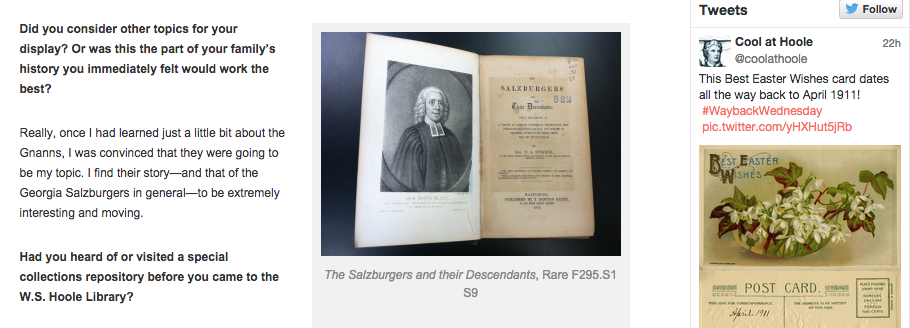 Did you consider other topics for your
display? Or was this the part of your family's
history you immediately felt would work the
best?
Really, once I had learned just a little bit about the
Gnanns, I was convinced that they were going to
be my topic. I find their story—and that of the
Georgia Salzburgers in general—to be extremely
interesting and moving.
Had you heard of or visited a special
collections repository before you came to the
W.S. Hoole Library?
SALZBURGERS
Their Descendants
The Salzburgers and their Descendants, Rare F295.S1
S9
Tweets
Follow
Cool at Hoole
22h
@coolathoole
This Best Easter Wishes card dates
all the way back to April 1911!
#WaybackWednesday
pic.twitter.com/yHXHut5jRb
BEST EASTER
WISHES
POST CARD.
April 1911